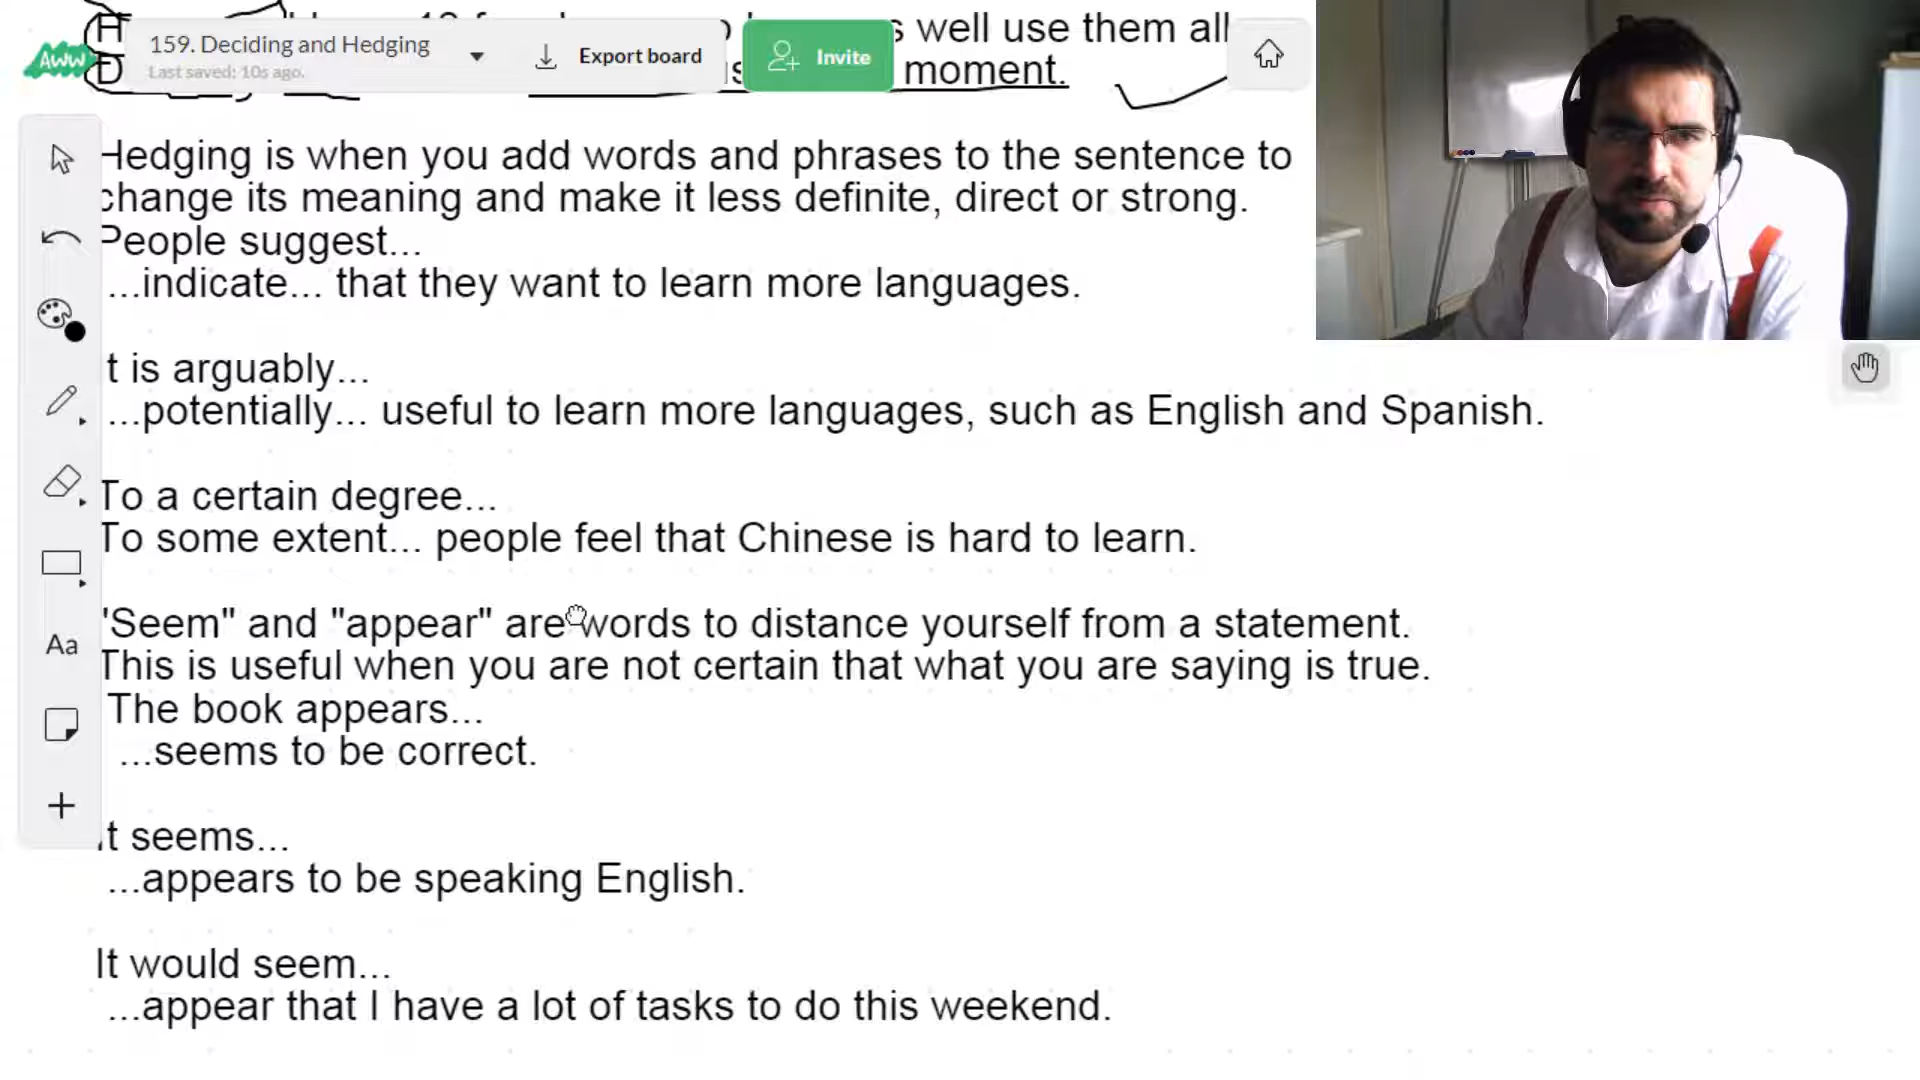 s well use them all
moment.
AWW
159. Deciding and Hedging
Last saved: 10s ago.
Export board
Invite
Hedging is when you add words and phrases to the sentence to
change its meaning and make it less definite, direct or strong.
People suggest...
...indicate... that they want to learn more languages.
t is arguably...
...potentially... useful to learn more languages, such as English and Spanish.
To a certain degree...
To some extent... people feel that Chinese is hard to learn.
"Seem" and "appear" are words to distance yourself from a statement.
This is useful when you are not certain that what you are saying is true.
The book appears...
...seems to be correct.
It seems...
...appears to be speaking English.
It would seem...
...appear that I have a lot of tasks to do this weekend.
Aa